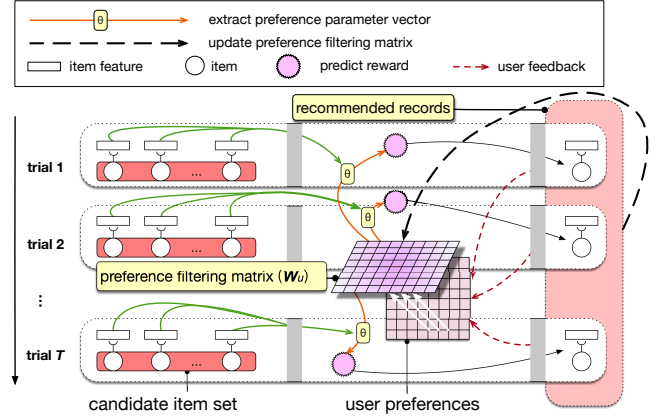 θ
extract preference parameter vector
update preference filtering matrix
item feature
item
predict reward
user feedback
recommended records
trial 1
...
θ
trial 2
...
θ
preference filtering matrix (Wu)
...
trial T
...
θ
candidate item set
user preferences